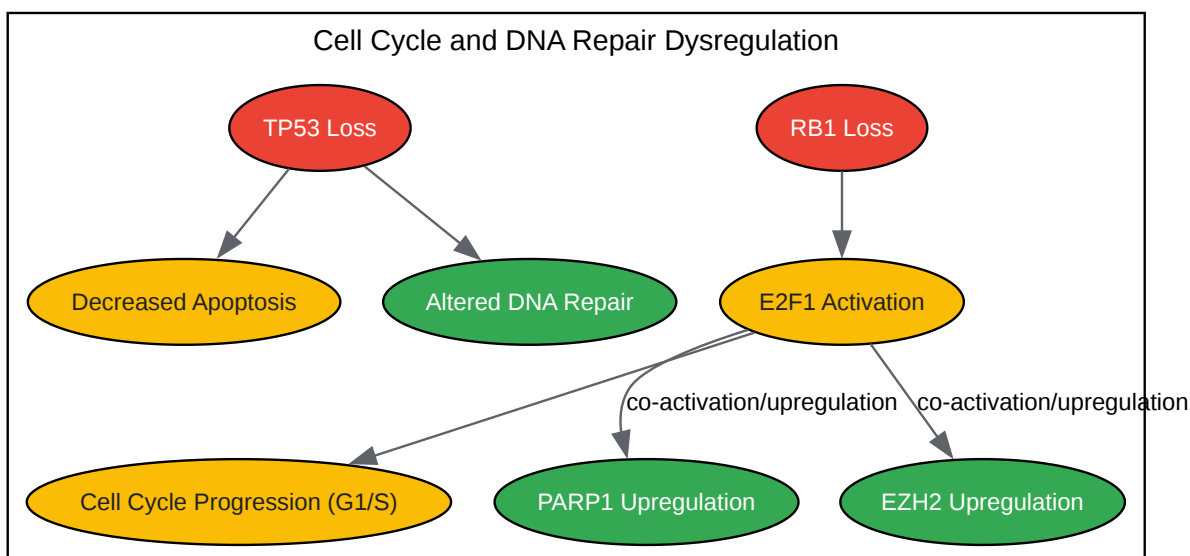 Cell Cycle and DNA Repair Dysregulation
TP53 Loss
RB1 Loss
Decreased Apoptosis
Altered DNA Repair
E2F1 Activation
co-activation/upregulation
co-activation/upregulation
Cell Cycle Progression (G1/S)
PARP1 Upregulation
EZH2 Upregulation